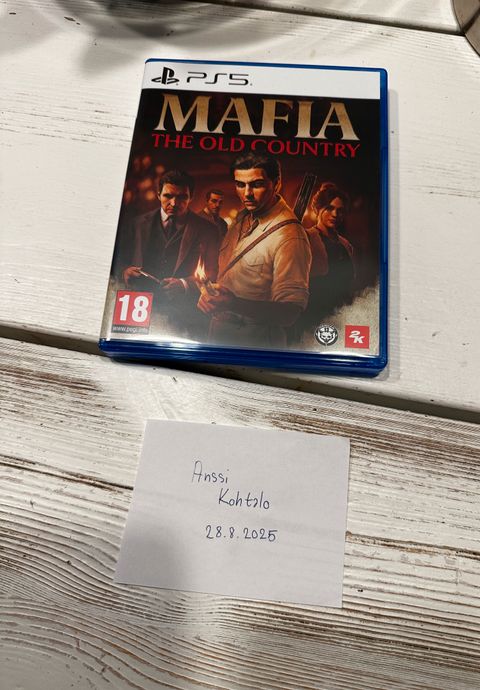 PS5
MAFIA
THE OLD COUNTRY
18
www.pegi.info
2K
Anssi
Kohtalo
28.8.2025